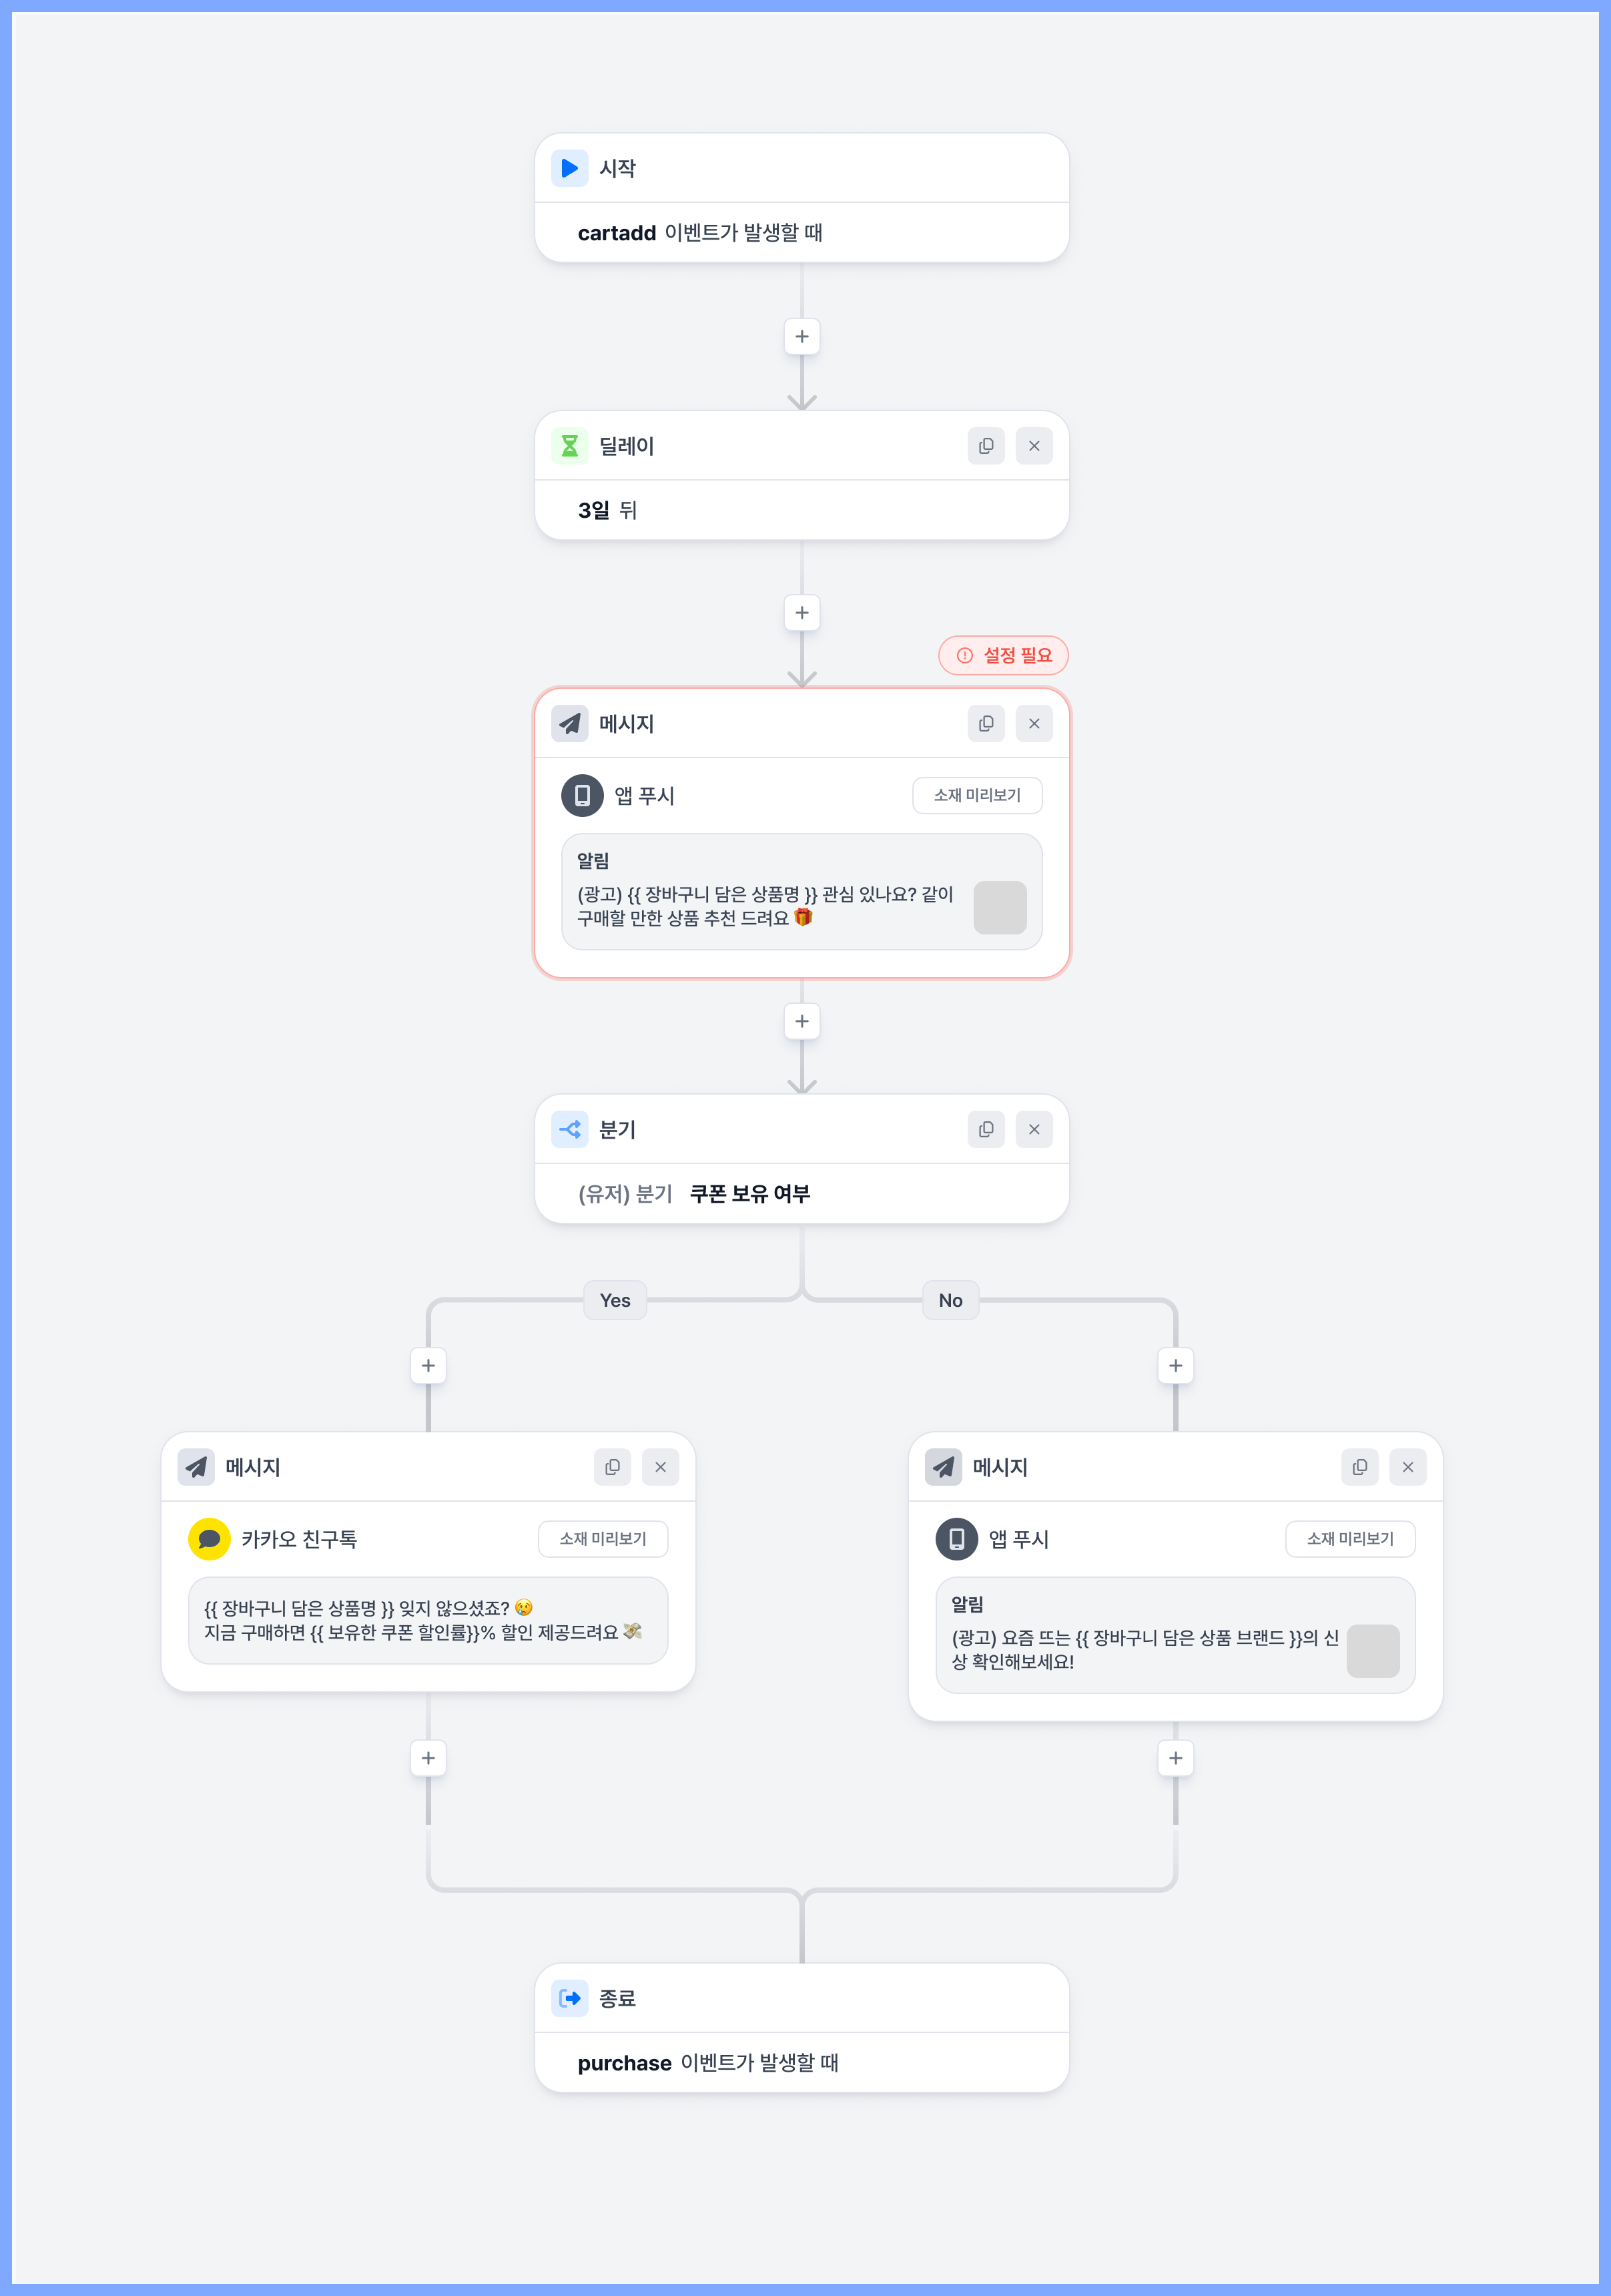 시작
cartadd 이벤트가 발생할 때
딜레이
3일 뒤
설정 필요
메시지
앱 푸시
소재 미리보기
알림
(광고) {{ 장바구니 담은 상품명 }} 관심 있나요? 같이
구매할 만한 상품 추천 드려요 🎁
분기
(유저) 분기 쿠폰 보유 여부
Yes
No
메시지
카카오 친구톡
소재 미리보기
{{ 장바구니 담은 상품명 }} 잊지 않으셨죠? 😢
지금 구매하면 {{ 보유한 쿠폰 할인률}}% 할인 제공드려요 💸
메시지
앱 푸시
소재 미리보기
알림
(광고) 요즘 뜨는 {{ 장바구니 담은 상품 브랜드 }}의 신
상 확인해보세요!
종료
purchase 이벤트가 발생할 때